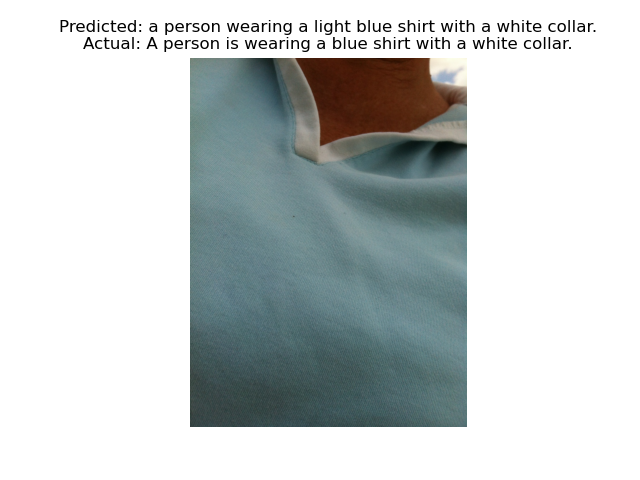 Predicted: a person wearing a light blue shirt with a white collar.
Actual: A person is wearing a blue shirt with a white collar.